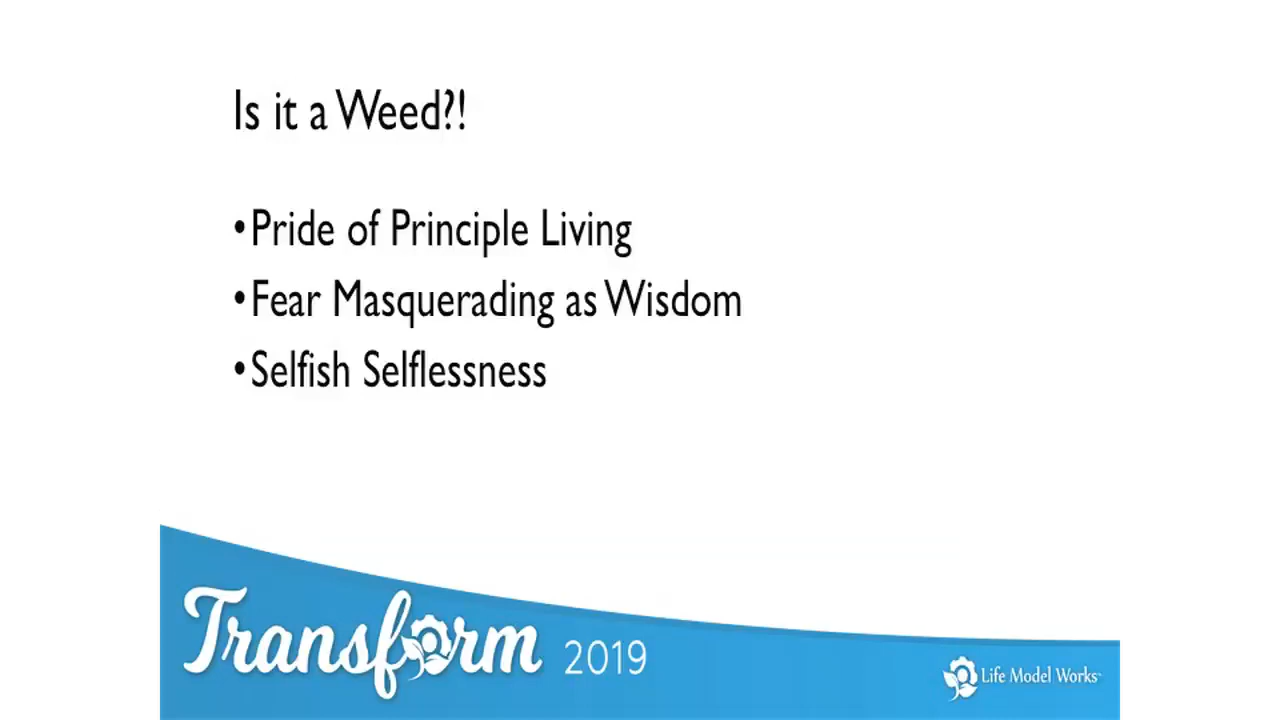 Is it a Weed?!
•Pride of Principle Living
•Fear Masquerading as Wisdom
•Selfish Selflessness
Transform 2019
Life Model Works